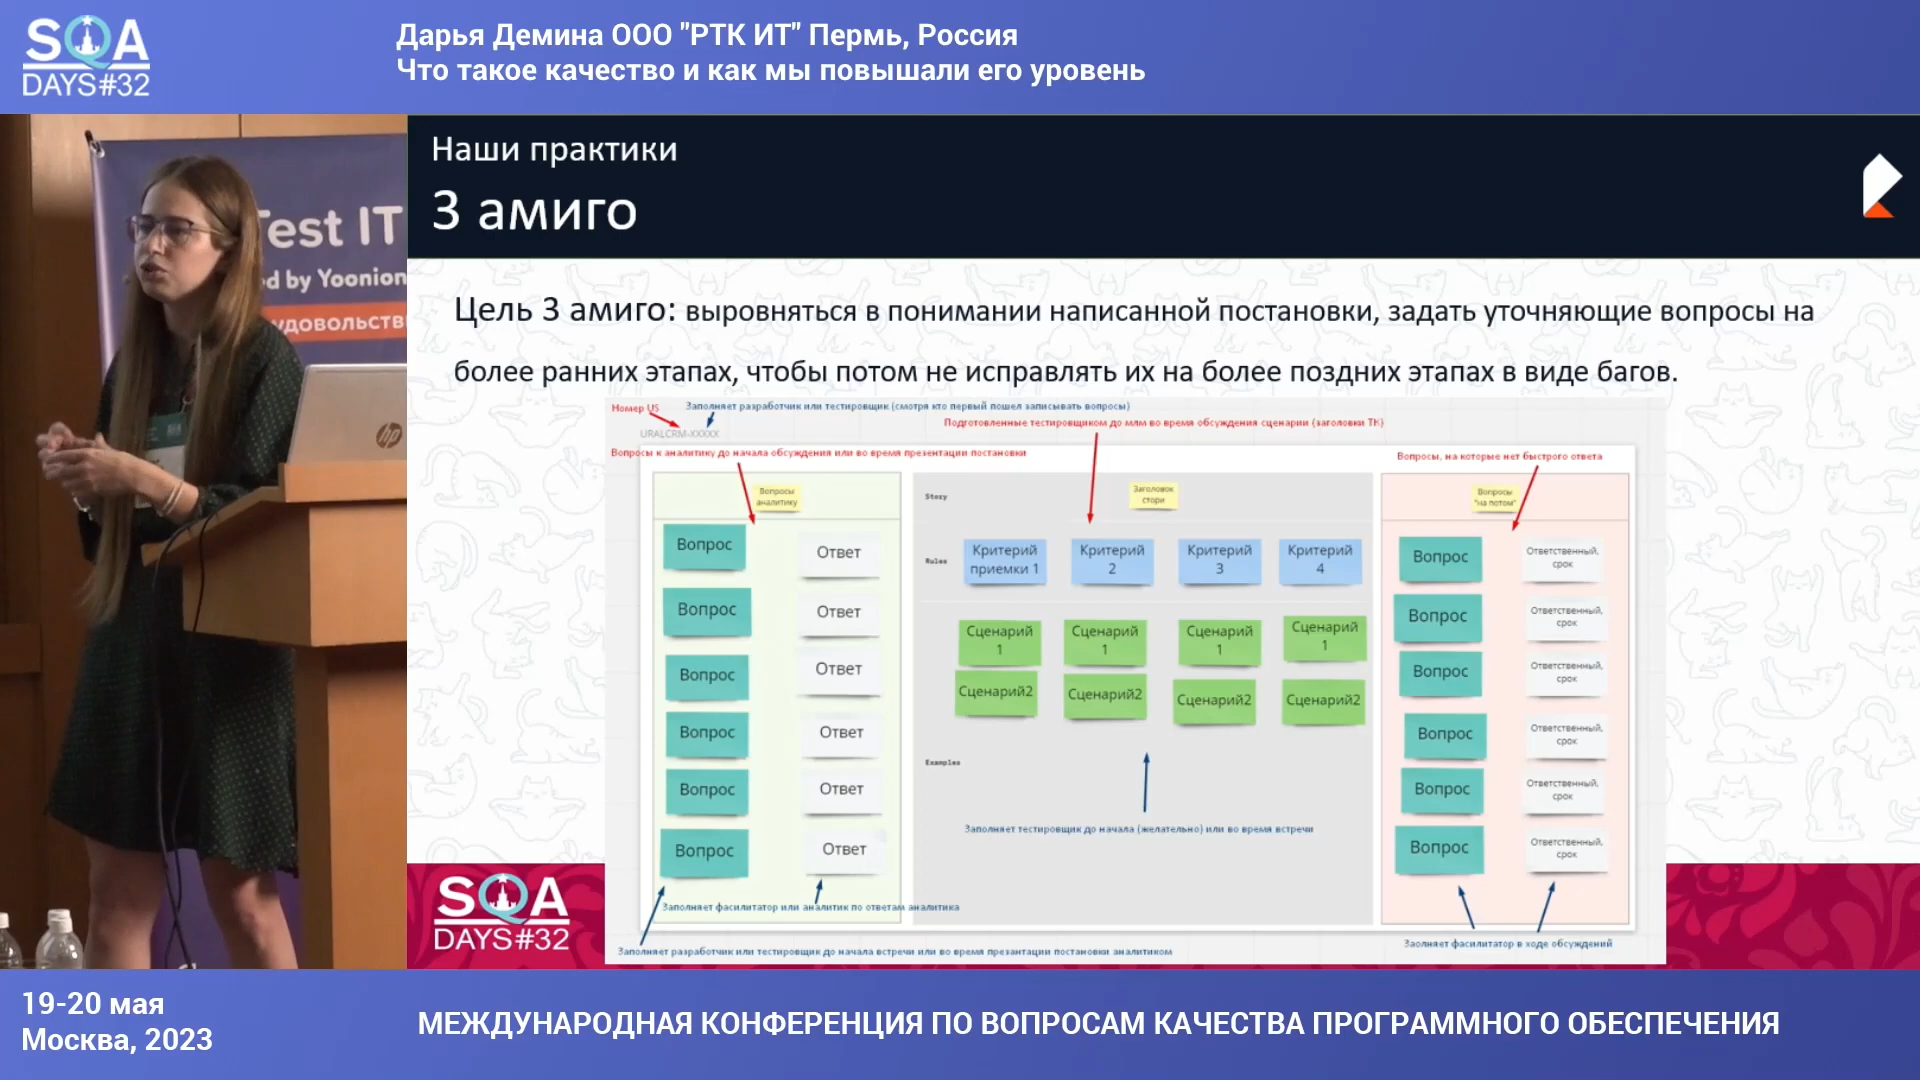 SQA
DAYS#32
Дарья Демина ООО "РТК ИТ" Пермь, Россия
Что такое качество и как мы повышали его уровень
Test IT
ed by Yoonion
удовольств
hp
Наши практики
3 амиго
Цель 3 амиго: выровняться в понимании написанной постановки, задать уточняющие вопросы на
более ранних этапах, чтобы потом не исправлять их на более поздних этапах в виде багов.
Номер US
Заполняет разработчик или тестировщик (смотря кто первый пошел записывать вопросы)
URALCRM-XXXXX
Подготовленные тестировщиком до млм во время обсуждения сценарии (заголовки ТК)
Вопросы к аналитику до начала обсуждения или во время презентации постановки
Вопросы, на которые нет быстрого ответа
Вопросы
аналитику
Вопрос
Ответ
Вопрос
Ответ
Вопрос
Ответ
Вопрос
Ответ
Вопрос
Ответ
Вопрос
Ответ
Заполняет фасилитатор или аналитик по ответам аналитика
Заполняет разработчик или тестировщик до начала встречи или во время презантации постановки аналитиком
Story
Заголовок
стори
Rules
Критерий
приемки 1
Критерий
2
Критерий
3
Критерий
4
Сценарий
1
Сценарий
1
Сценарий
1
Сценарий
1
Сценарий2
Сценарий2
Сценарий2
Сценарий2
Examples
Заполняет тестировщик до начала (желательно) или во время встречи
Вопросы
"на потом"
Вопрос
Ответственный,
срок
Вопрос
Ответственный,
срок
Вопрос
Ответственный,
срок
Вопрос
Ответственный,
срок
Вопрос
Ответственный,
срок
Вопрос
Ответственный,
срок
Заолняет фасилитатор в ходе обсуждений
SQA
DAYS#32
19-20 мая
Москва, 2023
МЕЖДУНАРОДНАЯ КОНФЕРЕНЦИЯ ПО ВОПРОСАМ КАЧЕСТВА ПРОГРАММНОГО ОБЕСПЕЧЕНИЯ